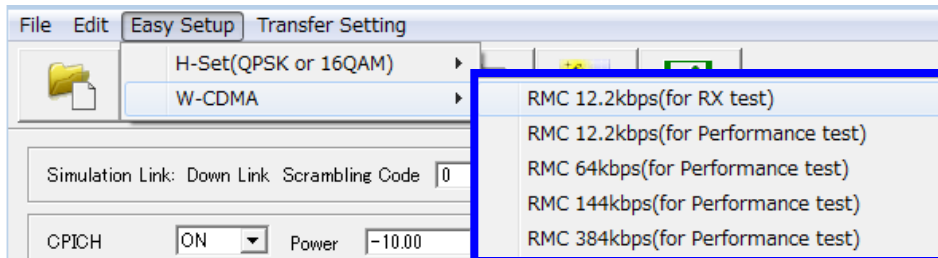 File Edit Easy Setup Transfer Setting
H-Set(QPSK or 16QAM)
W-CDMA
RMC 12.2kbps(for RX test)
RMC 12.2kbps(for Performance test)
RMC 64kbps(for Performance test)
RMC 144kbps(for Performance test)
RMC 384kbps(for Performance test)
Simulation Link: Down Link Scrambling Code 0
CPICH ON Power -10.00